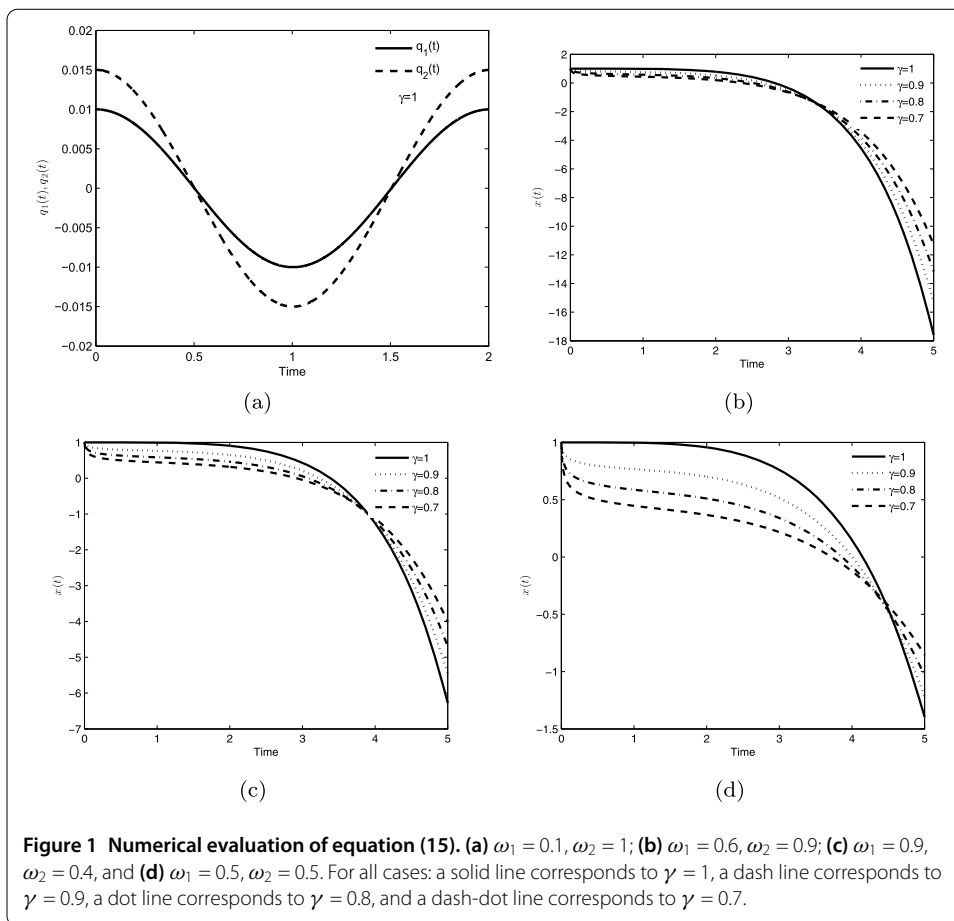 0.02
0.015
0.01
0.005
0
−0.005
−0.01
−0.015
−0.02
q₁(t), q₂(t)
q₁(t)
q₂(t)
γ=1
0 0.5 1 1.5 2
Time
(a)
2
0
−2
−4
−6
−8
−10
−12
−14
−16
−18
x(t)
γ=1
γ=0.9
γ=0.8
γ=0.7
0 1 2 3 4 5
Time
(b)
1
0
−1
−2
−3
−4
−5
−6
−7
x(t)
γ=1
γ=0.9
γ=0.8
γ=0.7
0 1 2 3 4 5
Time
(c)
1
0.5
0
−0.5
−1
−1.5
x(t)
γ=1
γ=0.9
γ=0.8
γ=0.7
0 1 2 3 4 5
Time
(d)
Figure 1 Numerical evaluation of equation (15). (a) ω₁ = 0.1, ω₂ = 1; (b) ω₁ = 0.6, ω₂ = 0.9; (c) ω₁ = 0.9,
ω₂ = 0.4, and (d) ω₁ = 0.5, ω₂ = 0.5. For all cases: a solid line corresponds to γ = 1, a dash line corresponds to
γ = 0.9, a dot line corresponds to γ = 0.8, and a dash-dot line corresponds to γ = 0.7.